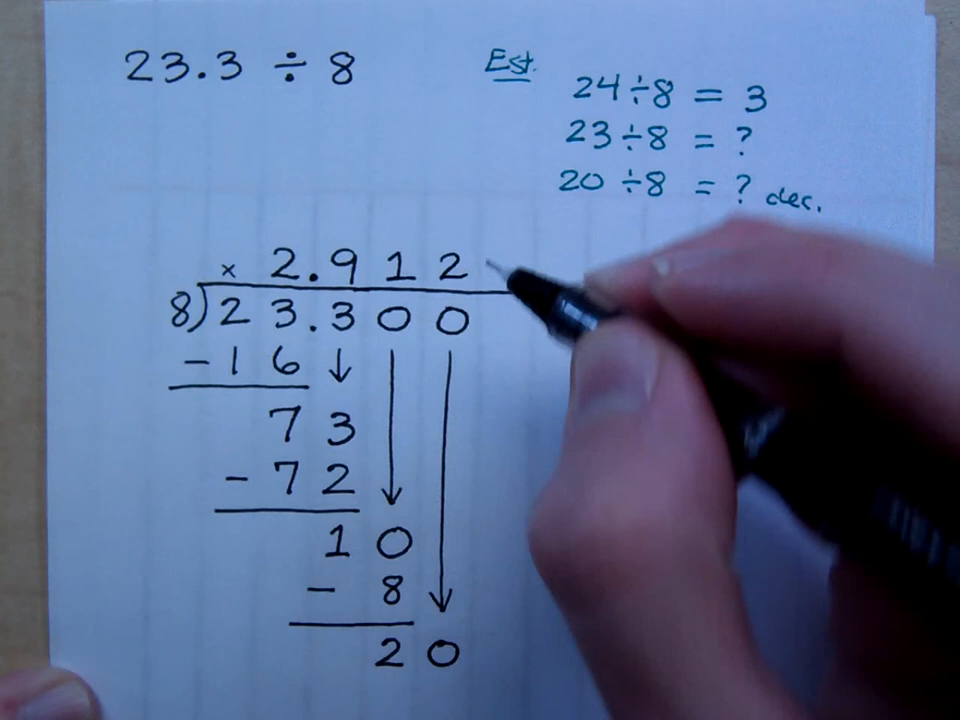 23.3 ÷ 8
Est.
24÷8 = 3
23÷8 = ?
20÷8 = ? dec.
× 2.912
8)23.300
-16
73
-72
10
- 8
20